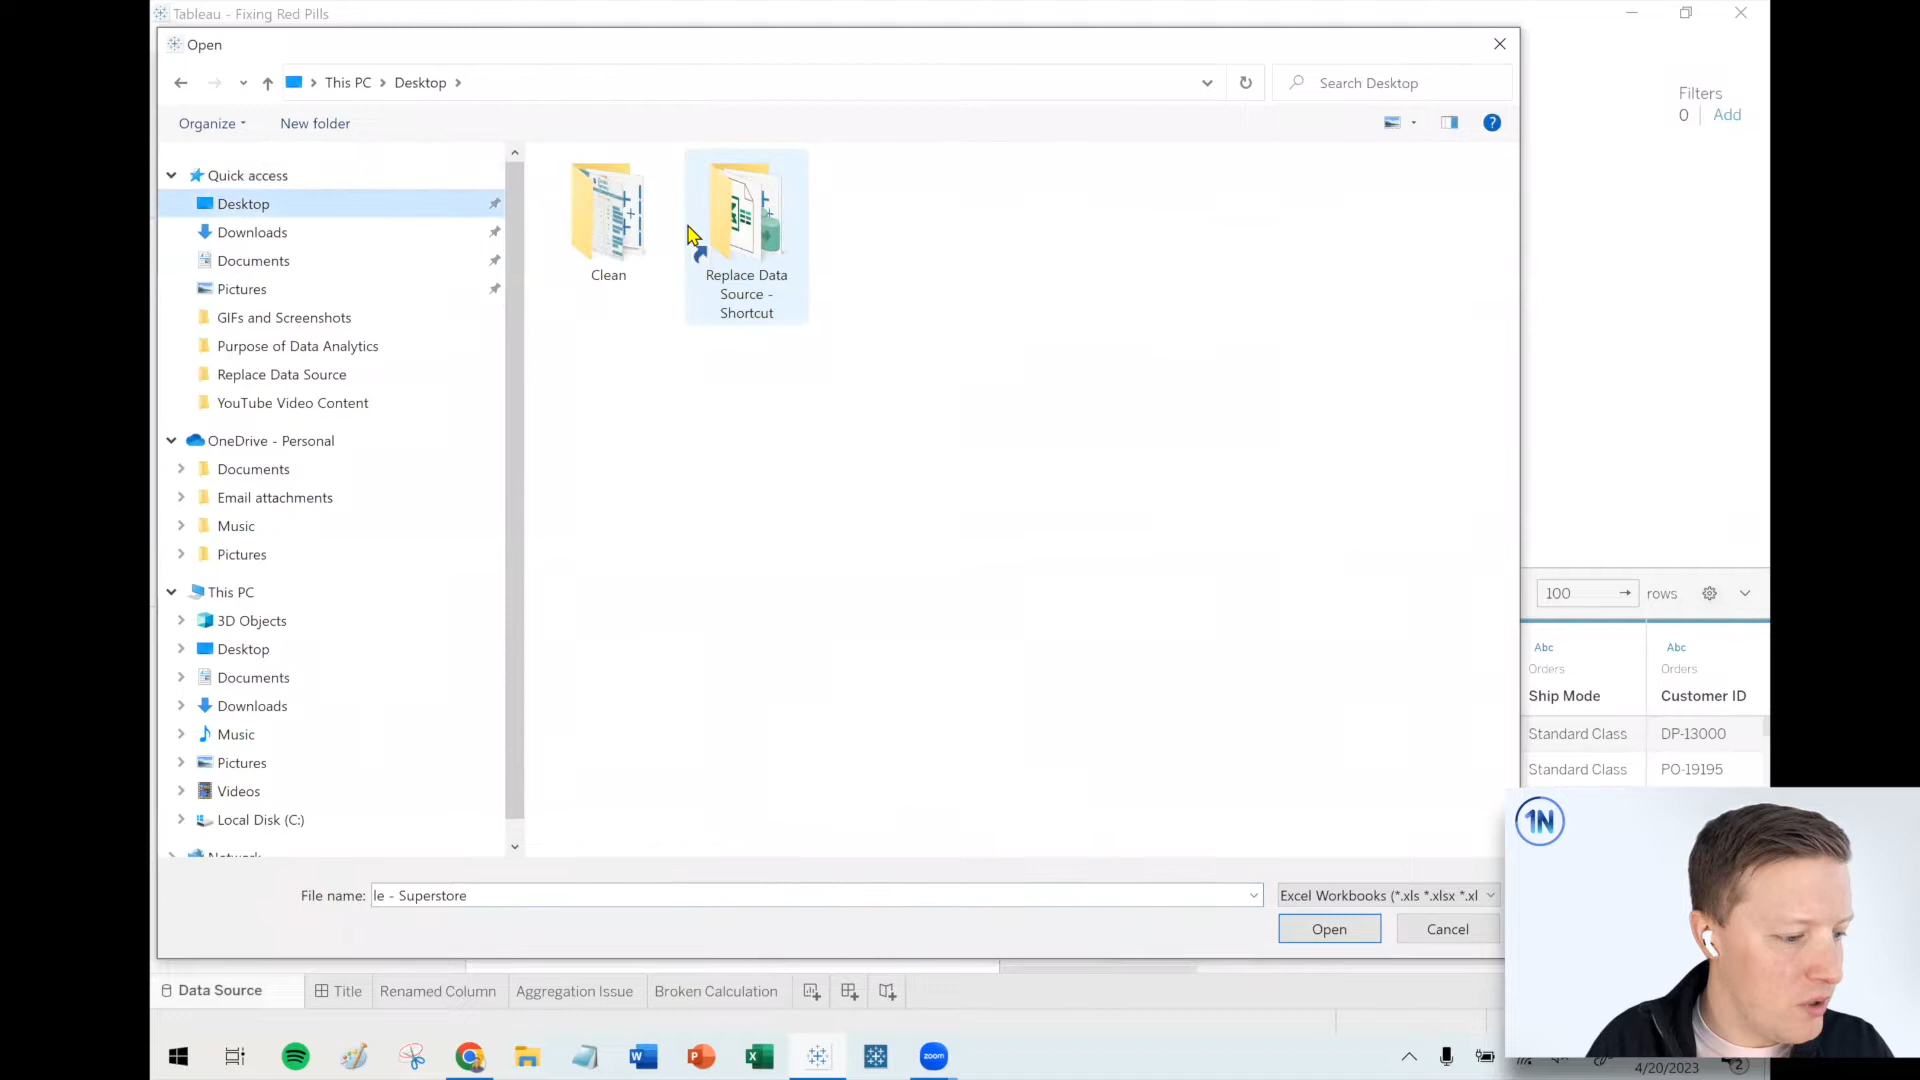 Tableau - Fixing Red Pills
Open
This PC
Desktop
Search Desktop
Filters
0
Add
Organize
New folder
?
Quick access
Desktop
Downloads
Documents
Pictures
GIFs and Screenshots
Purpose of Data Analytics
Replace Data Source
YouTube Video Content
OneDrive - Personal
Documents
Email attachments
Music
Pictures
This PC
3D Objects
Desktop
Documents
Downloads
Music
Pictures
Videos
Local Disk (C:)
Clean
Replace Data
Source -
Shortcut
100
rows
Abc
Orders
Ship Mode
Standard Class
Standard Class
Abc
Orders
Customer ID
DP-13000
PO-19195
File name:
le - Superstore
Excel Workbooks (*.xls *.xlsx *.xl
Open
Cancel
1N
Data Source
Title
Renamed Column
Aggregation Issue
Broken Calculation
zoom
4/20/2023
2